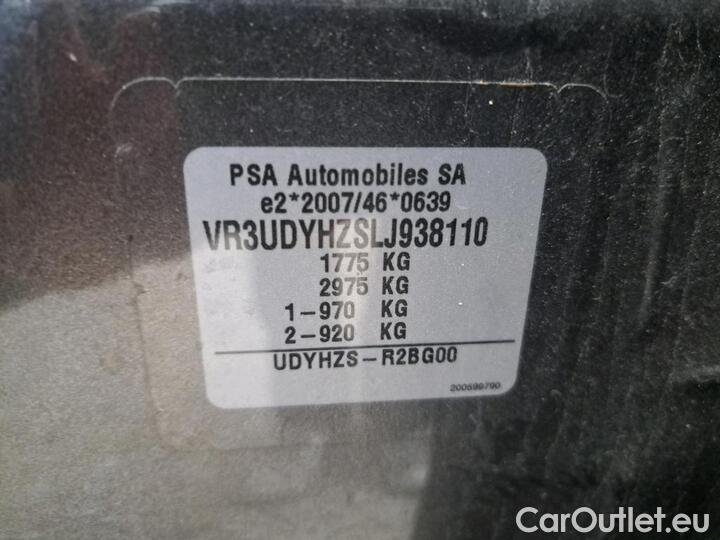 PSA Automobiles SA
e2*2007/46*0639
VR3UDYHZSLJ938110
1775 KG
2975 KG
1-970 KG
2-920 KG
UDYHZS-R2BG00
200599790
CarOutlet.eu